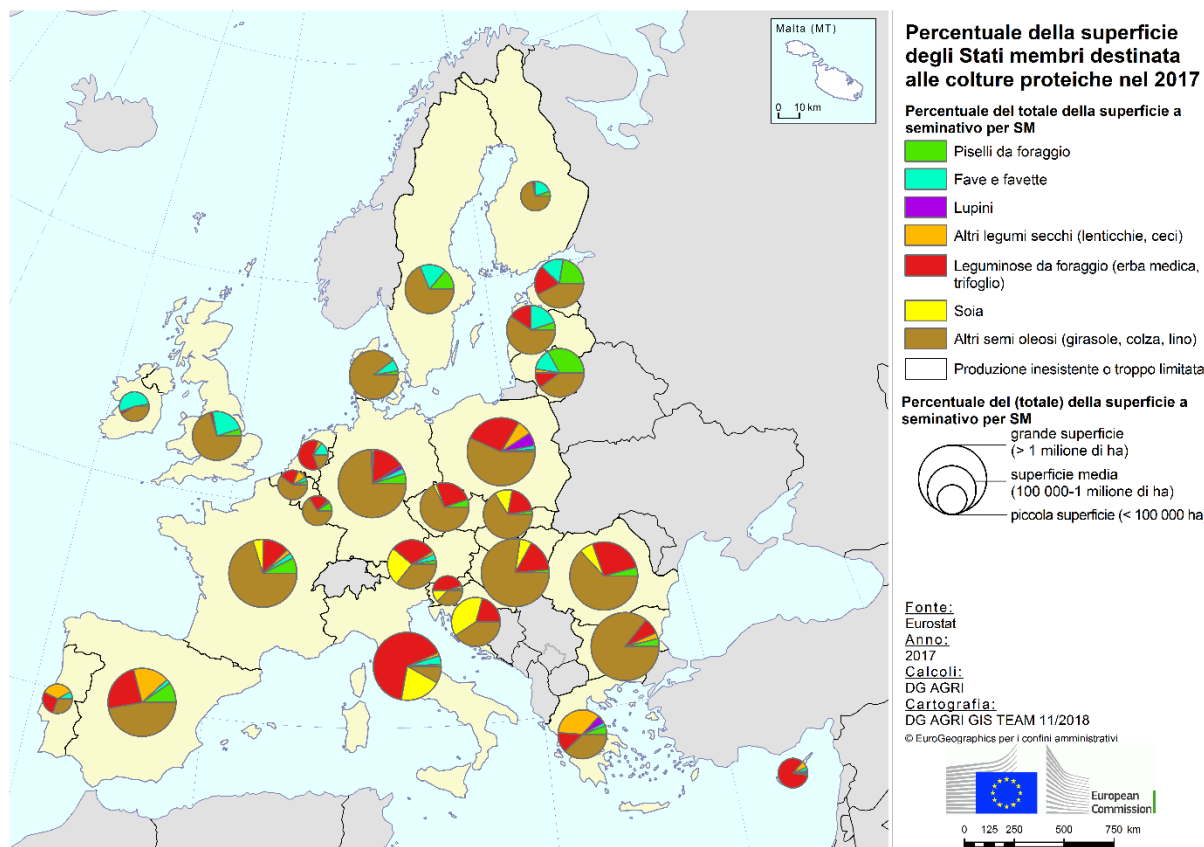 Malta (MT)
0 10 km
Percentuale della superficie
degli Stati membri destinata
alle colture proteiche nel 2017
Percentuale del totale della superficie a
seminativo per SM
Piselli da foraggio
Fave e favette
Lupini
Altri legumi secchi (lenticchie, ceci)
Leguminose da foraggio (erba medica,
trifoglio)
Soia
Altri semi oleosi (girasole, colza, lino)
Produzione inesistente o troppo limitata
Percentuale del (totale) della superficie a
seminativo per SM
grande superficie
(> 1 milione di ha)
superficie media
(100 000-1 milione di ha)
piccola superficie (< 100 000 ha
Fonte:
Eurostat
Anno:
2017
Calcoli:
DG AGRI
Cartografia:
DG AGRI GIS TEAM 11/2018
© EuroGeographics per i confini amministrativi
European
Commission
0 125 250 500 750 km